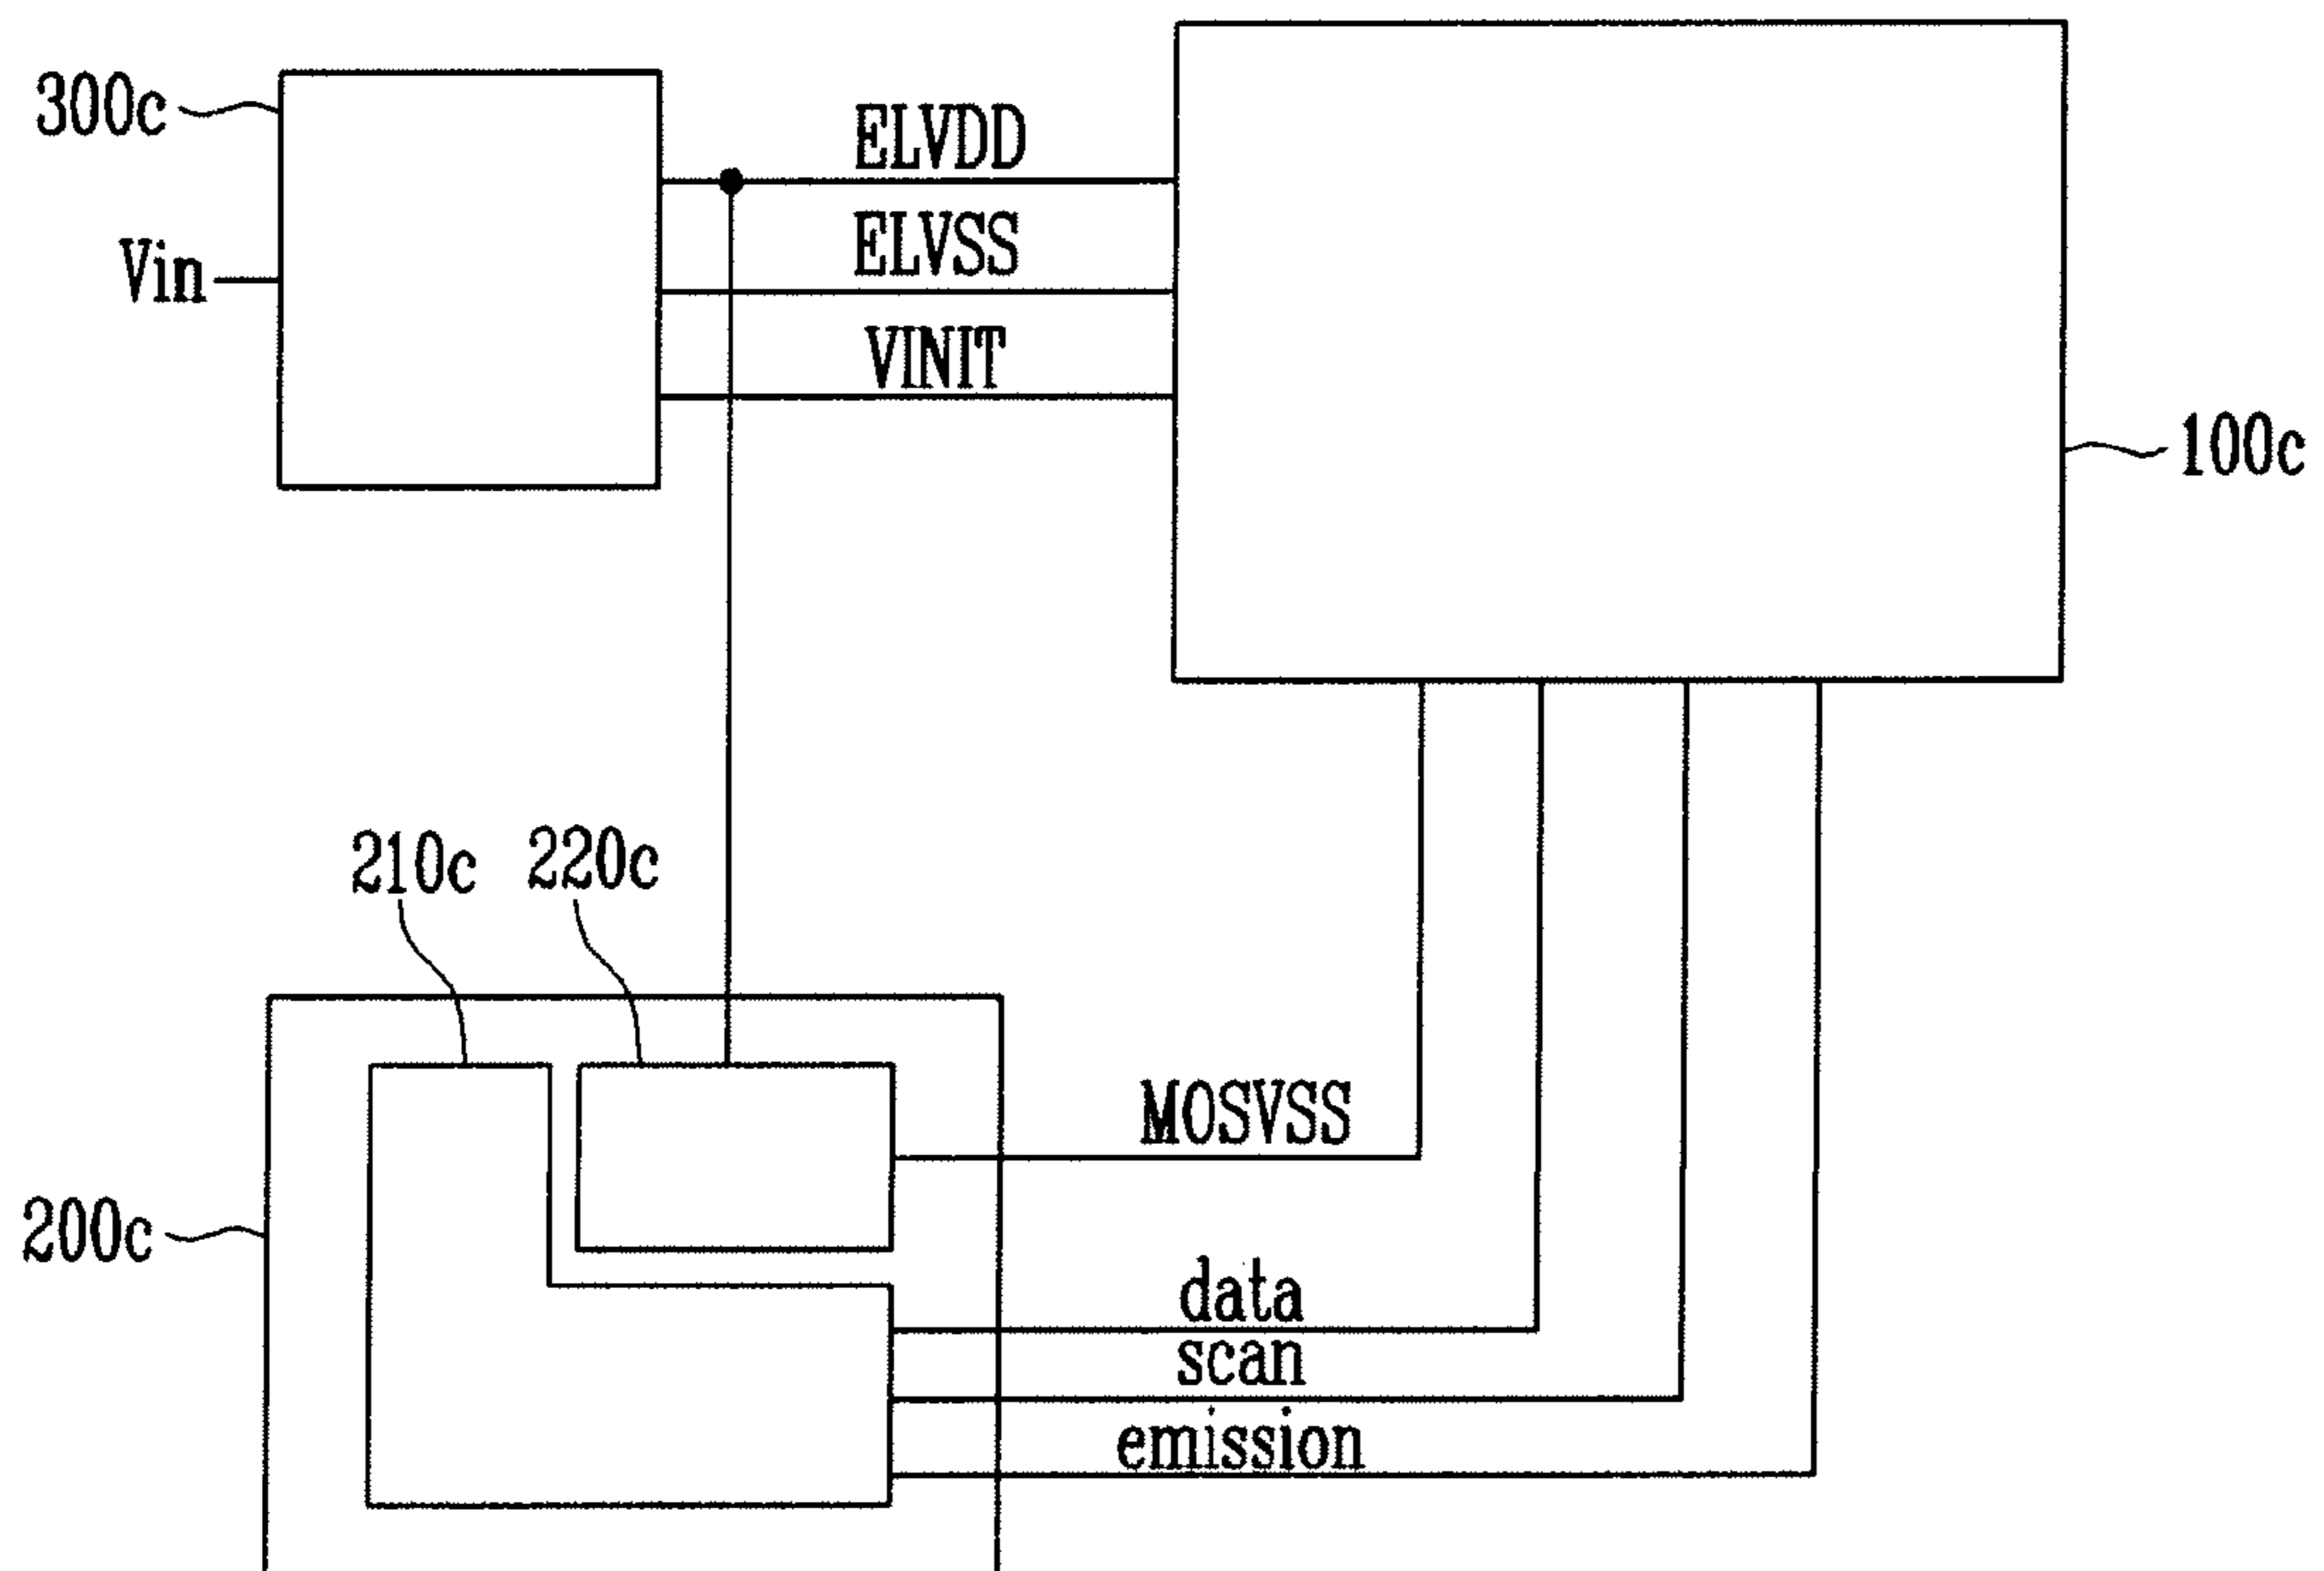 300c
ELVDD
ELVSS
Vin
VINIT
100c
210c
220c
MOSVSS
200c
data
scan
emission